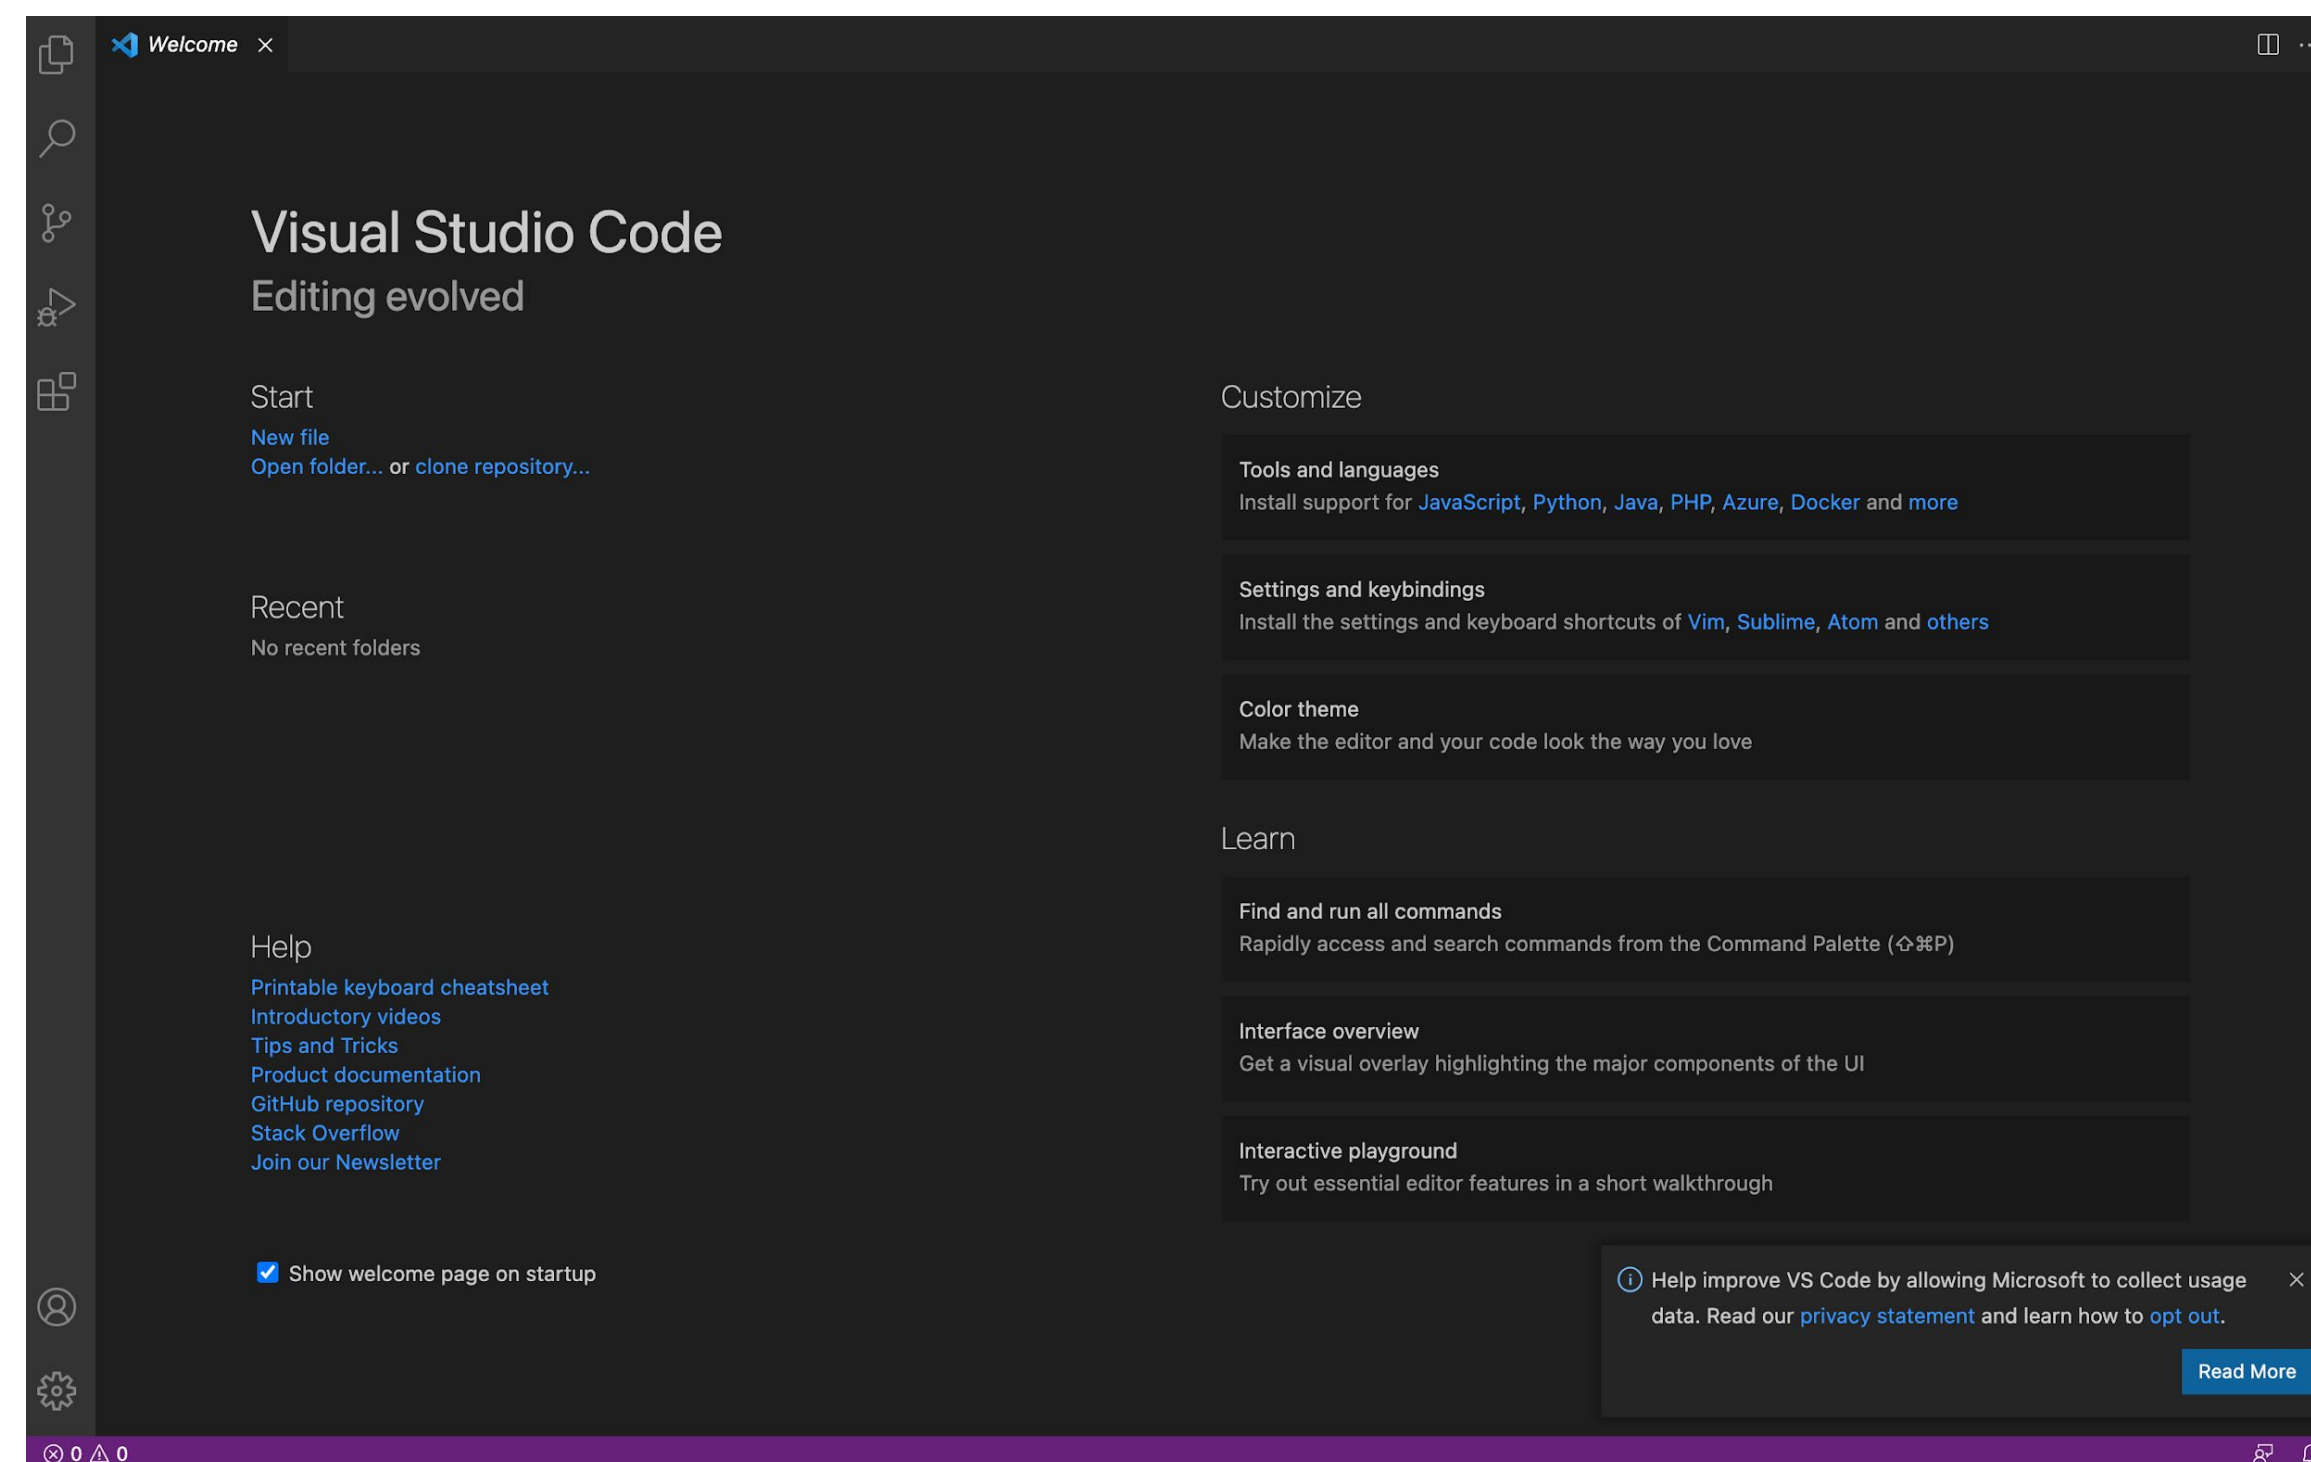 Welcome
Visual Studio Code
Editing evolved
Start
New file
Open folder... or clone repository...
Recent
No recent folders
Help
Printable keyboard cheatsheet
Introductory videos
Tips and Tricks
Product documentation
GitHub repository
Stack Overflow
Join our Newsletter
Show welcome page on startup
Customize
Tools and languages
Install support for JavaScript, Python, Java, PHP, Azure, Docker and more
Settings and keybindings
Install the settings and keyboard shortcuts of Vim, Sublime, Atom and others
Color theme
Make the editor and your code look the way you love
Learn
Find and run all commands
Rapidly access and search commands from the Command Palette (⇧⌘P)
Interface overview
Get a visual overlay highlighting the major components of the UI
Interactive playground
Try out essential editor features in a short walkthrough
Help improve VS Code by allowing Microsoft to collect usage
data. Read our privacy statement and learn how to opt out.
Read More
0 0